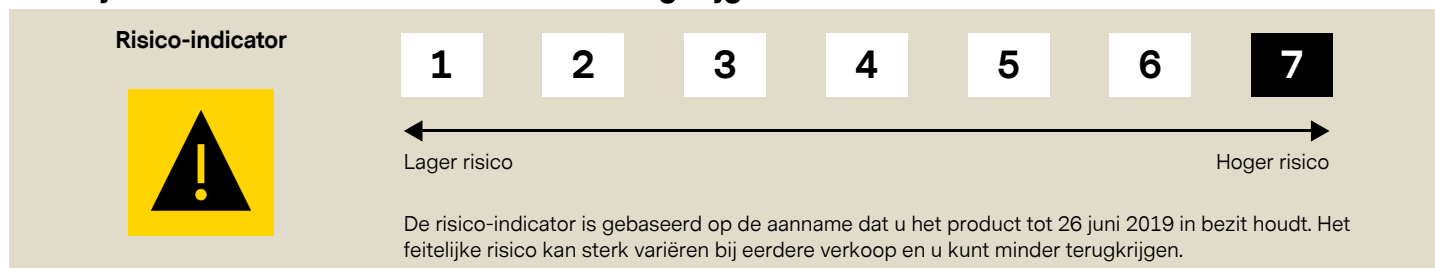 Risico-indicator
1 2 3 4 5 6 7
Lager risico Hoger risico
De risico-indicator is gebaseerd op de aanname dat u het product tot 26 juni 2019 in bezit houdt. Het
feitelijke risico kan sterk variëren bij eerdere verkoop en u kunt minder terugkrijgen.